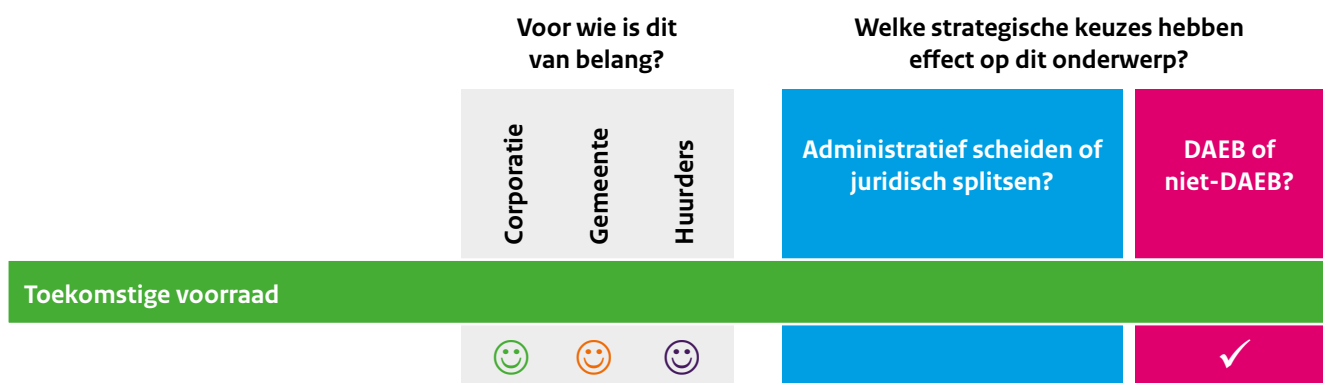 Voor wie is dit
van belang?
Welke strategische keuzes hebben
effect op dit onderwerp?
Corporatie
Gemeente
Huurders
Administratief scheiden of
juridisch splitsen?
DAEB of
niet-DAEB?
Toekomstige voorraad